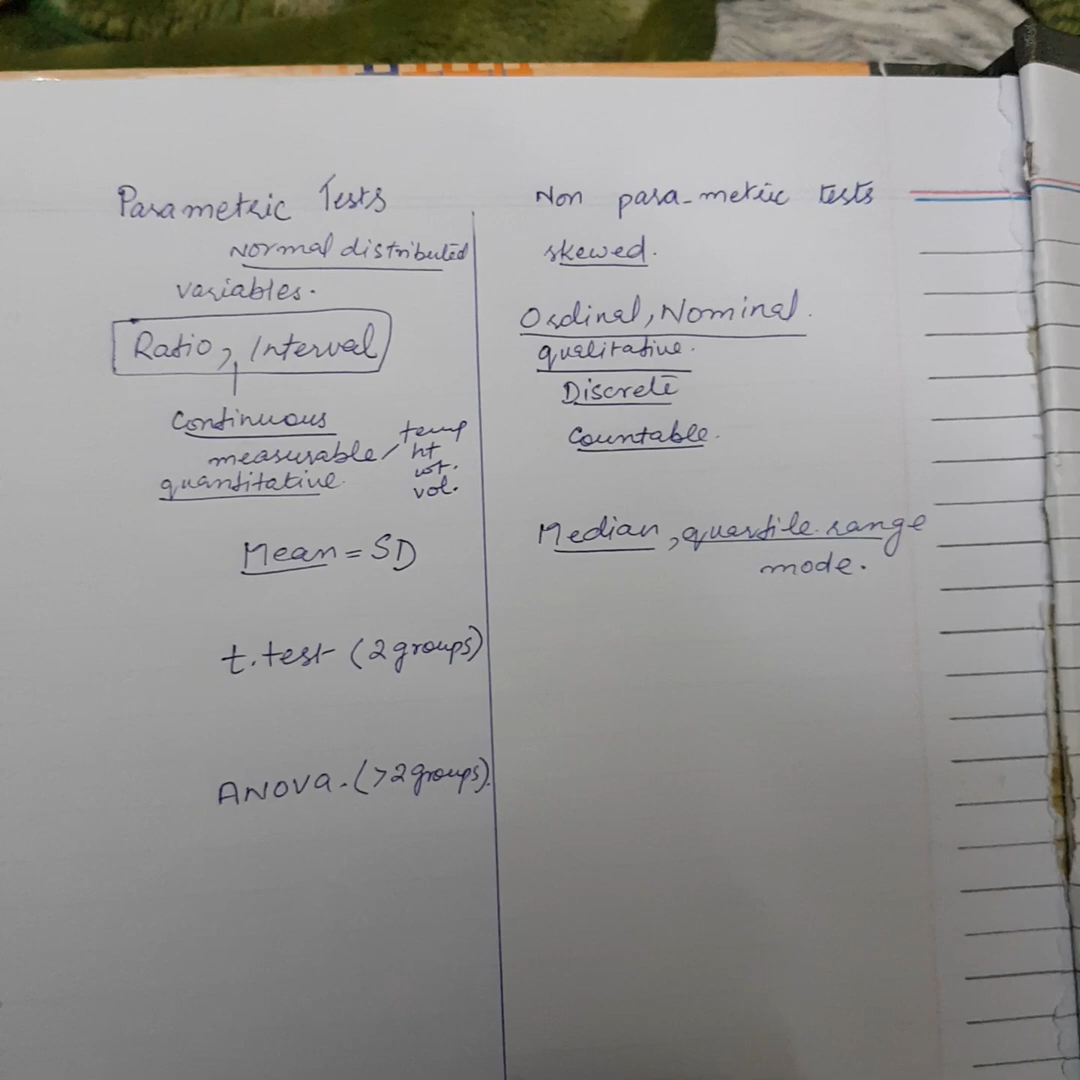 Parametric Tests
Normal distributed
variables.
Ratio, Interval
Continuous
measurable / temp
ht
wt.
vol.
quantitative
Mean = SD
t.test (2 groups)
ANOVA. (>2 groups).
Non para-metric tests
skewed.
Ordinal, Nominal.
qualitative.
Discrete
Countable.
Median, quartile range
mode.